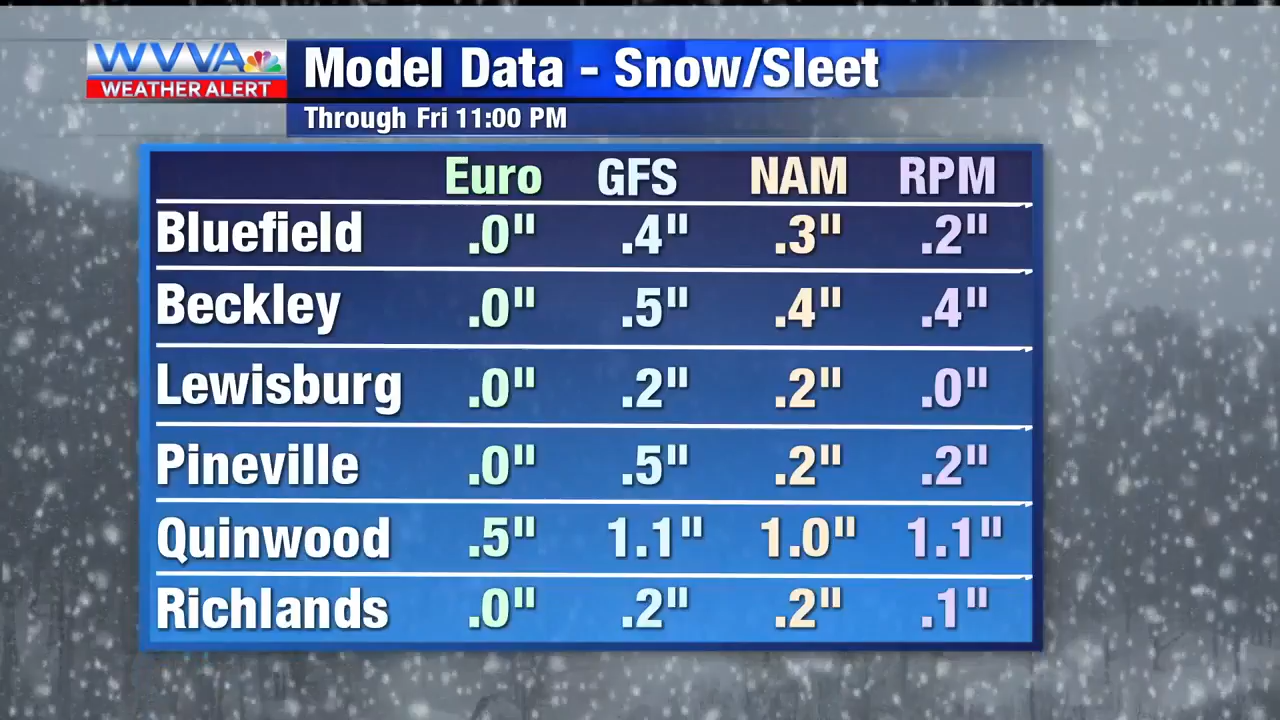 WVVA
WEATHER ALERT
Model Data - Snow/Sleet
Through Fri 11:00 PM
Euro GFS NAM RPM
Bluefield .0" .4" .3" .2"
Beckley .0" .5" .4" .4"
Lewisburg .0" .2" .2" .0"
Pineville .0" .5" .2" .2"
Quinwood .5" 1.1" 1.0" 1.1"
Richlands .0" .2" .2" .1"